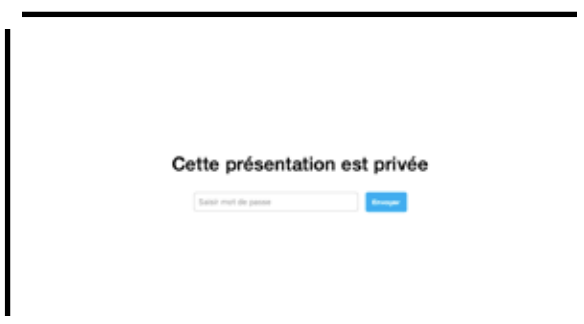 Cette présentation est privée
Saisir mot de passe
Envoyer